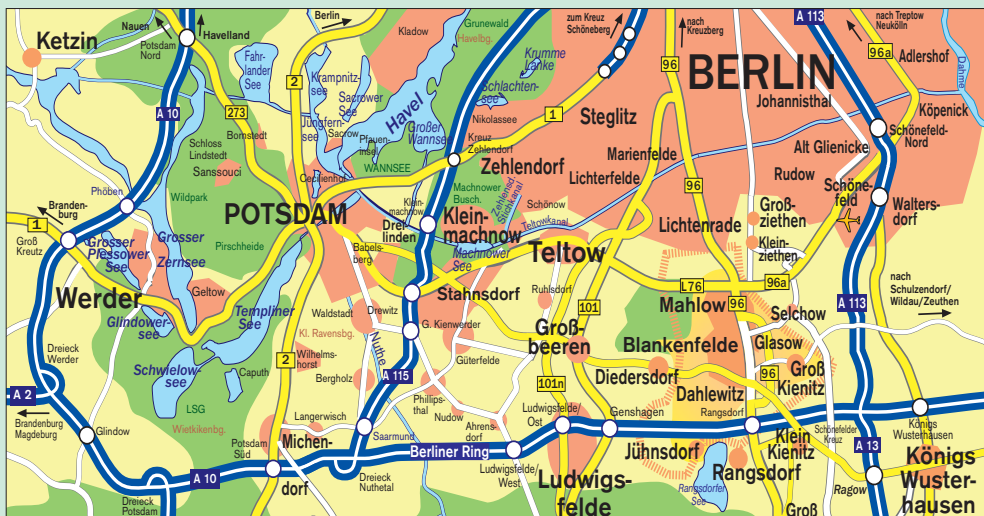 Nauen
Potsdam
Nord
Havelland
Ketzin
Berlin
Kladow
Grunewald
Havelbg.
zum Kreuz
Schöneberg
nach
Kreuzberg
A 113
nach Treptow
Neukölln
96a
Adlershof
Dahme
Fahr-
lander
See
2
Krampnitz-
see
Sacrower
See
Jungfern-
see
Sacrow
Havel
Krumme
Lanke
Schlachten-
see
Nikolassee
96
BERLIN
Johannisthal
Köpenick
A 10
273
Bornstedt
Schloss
Lindstedt
Sanssouci
Pfauen-
insel
Großer
Wannsee
WANNSEE
Kreuz
Zehlendorf
1
Steglitz
Zehlendorf
Lichterfelde
Marienfelde
Alt Glienicke
Schönefeld-
Nord
Rudow
Schöne-
feld
Walters-
dorf
Cecilienhof
Wildpark
Phöben
Branden-
burg
1
Groß
Kreutz
POTSDAM
Klein-
machnow
Drei-
linden
Machnower
Busch.
Zehlensd.
Stichkanal
Schönow
Teltowkanal
Klein-
machnow
Machnower
See
Teltow
96
Lichtenrade
Groß-
ziethen
Klein-
ziethen
Grosser
Plessower
See
Grosser
Zernsee
Pirschheide
Babels-
berg
Werder
Geltow
Glindower-
see
Templiner
See
Waldstadt
Drewitz
Stahnsdorf
G. Kienwerder
Ruhlsdorf
101
L76
96a
96
Mahlow
Selchow
A 113
nach
Schulzendorf/
Wildau/Zeuthen
Kl. Ravensbg.
Nuthe
Groß-
beeren
Blankenfelde
Glasow
Dreieck
Werder
Schwielow-
see
Caputh
2
Wilhelms-
horst
Bergholz
A 115
Güterfelde
Diedersdorf
96
Groß
Kienitz
Dahlewitz
A 2
Brandenburg
Magdeburg
LSG
Wietkikenbg.
Langerwisch
Phillips-
thal
Nudow
Ahrens-
dorf
101n
Ludwigsfelde/
Ost
Genshagen
Rangsdorf
Glindow
Potsdam
Süd
Michen-
dorf
Saarmund
Berliner Ring
Ludwigsfelde/
West
Jühnsdorf
Klein
Kienitz
Schönefelder
Kreuz
A 13
Königs
Wusterhausen
A 10
Dreieck
Nuthetal
Dreieck
Potsdam
Ludwigs-
felde
Rangsdorfer
See
Rangsdorf
Ragow
Groß
Königs
Wuster-
hausen